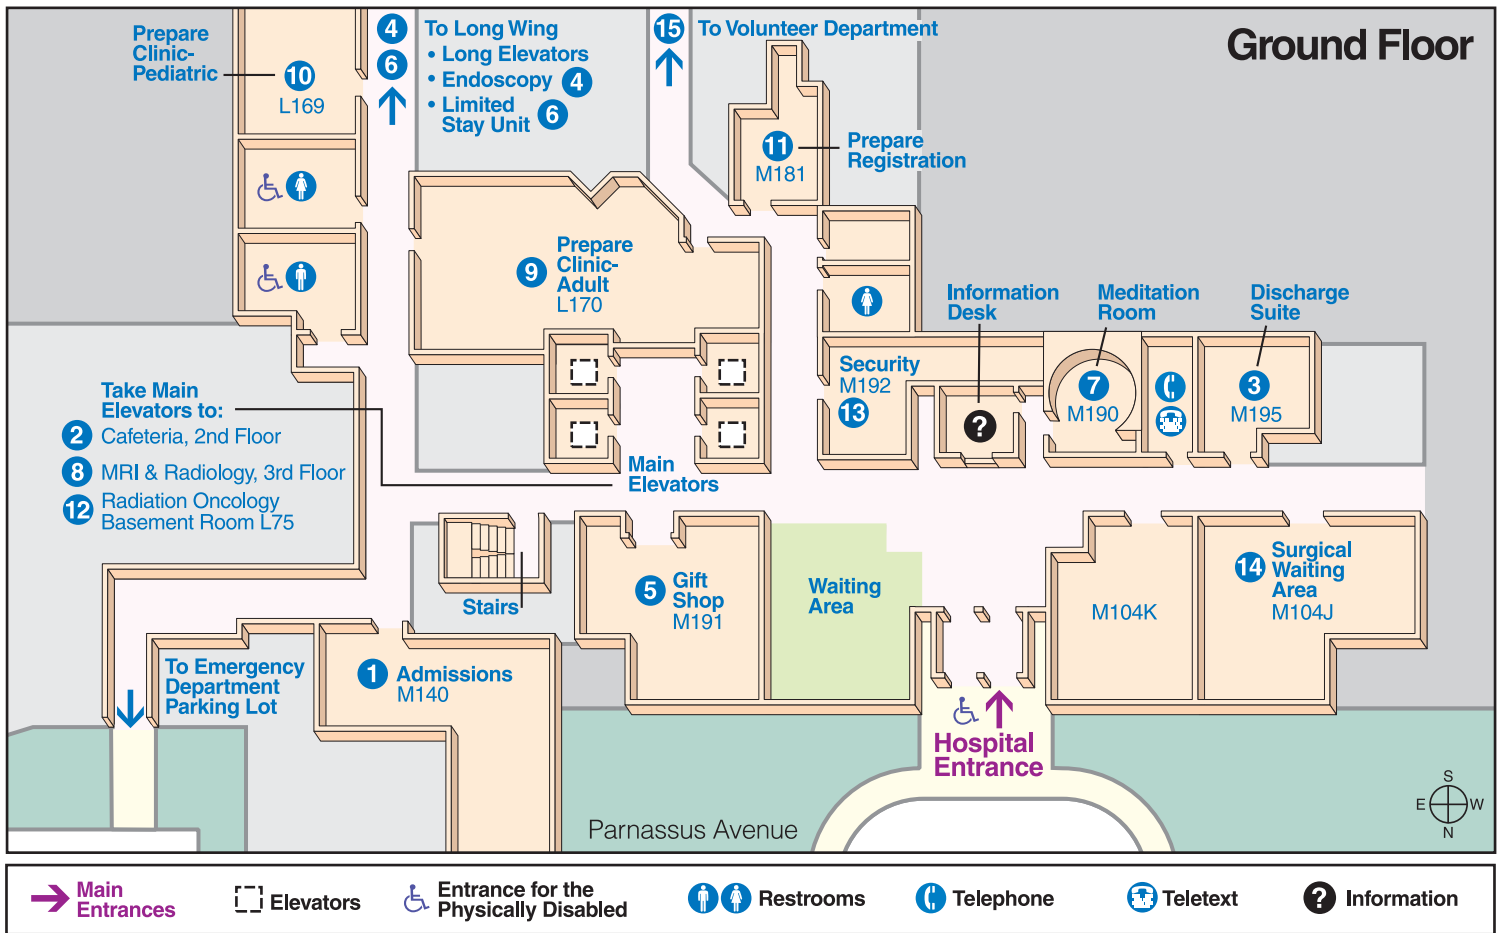 Ground Floor
Prepare
Clinic-
Pediatric
10
L169
4
6
To Long Wing
• Long Elevators
• Endoscopy 4
• Limited
Stay Unit 6
15
To Volunteer Department
11
M181
Prepare
Registration
9
Prepare
Clinic-
Adult
L170
Information
Desk
Meditation
Room
Discharge
Suite
Security
M192
13
?
7
M190
3
M195
Take Main
Elevators to:
2 Cafeteria, 2nd Floor
8 MRI & Radiology, 3rd Floor
12 Radiation Oncology
Basement Room L75
Main
Elevators
Stairs
5
Gift
Shop
M191
Waiting
Area
M104K
14
Surgical
Waiting
Area
M104J
To Emergency
Department
Parking Lot
1
Admissions
M140
Hospital
Entrance
Parnassus Avenue
S
E
W
N
Main
Entrances
Elevators
Entrance for the
Physically Disabled
Restrooms
Telephone
Teletext
?
Information